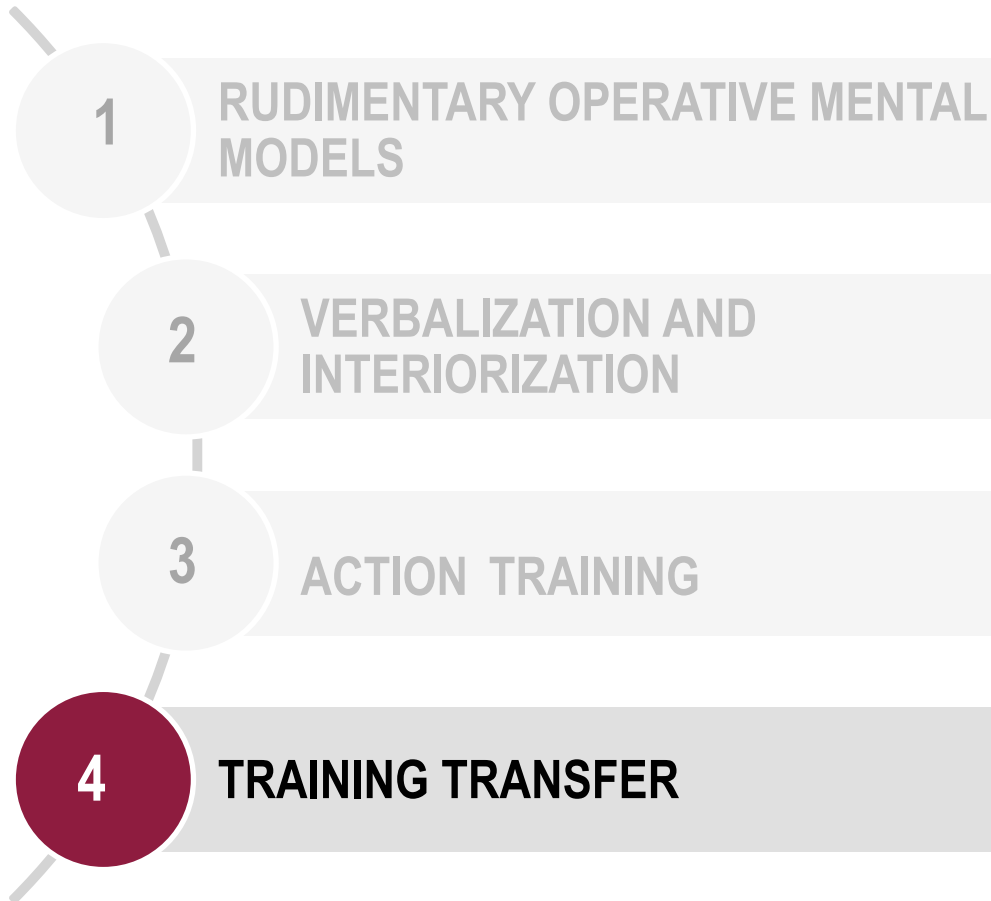 1
RUDIMENTARY OPERATIVE MENTAL
MODELS
2
VERBALIZATION AND
INTERIORIZATION
3
ACTION TRAINING
4
TRAINING TRANSFER